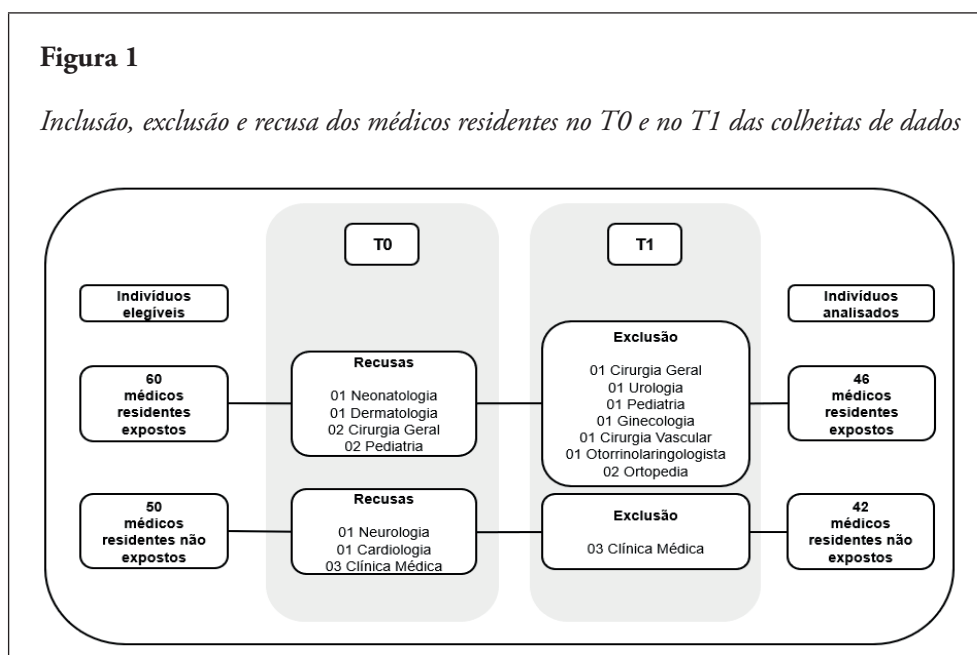 Figura 1
Inclusão, exclusão e recusa dos médicos residentes no T0 e no T1 das colheitas de dados
T0
T1
Indivíduos
elegíveis
Indivíduos
analisados
60
médicos
residentes
expostos
Recusas
01 Neonatologia
01 Dermatologia
02 Cirurgia Geral
02 Pediatria
Exclusão
01 Cirurgia Geral
01 Urologia
01 Pediatria
01 Ginecologia
01 Cirurgia Vascular
01 Otorrinolaringologista
02 Ortopedia
46
médicos
residentes
expostos
50
médicos
residentes não
expostos
Recusas
01 Neurologia
01 Cardiologia
03 Clínica Médica
Exclusão
03 Clínica Médica
42
médicos
residentes não
expostos